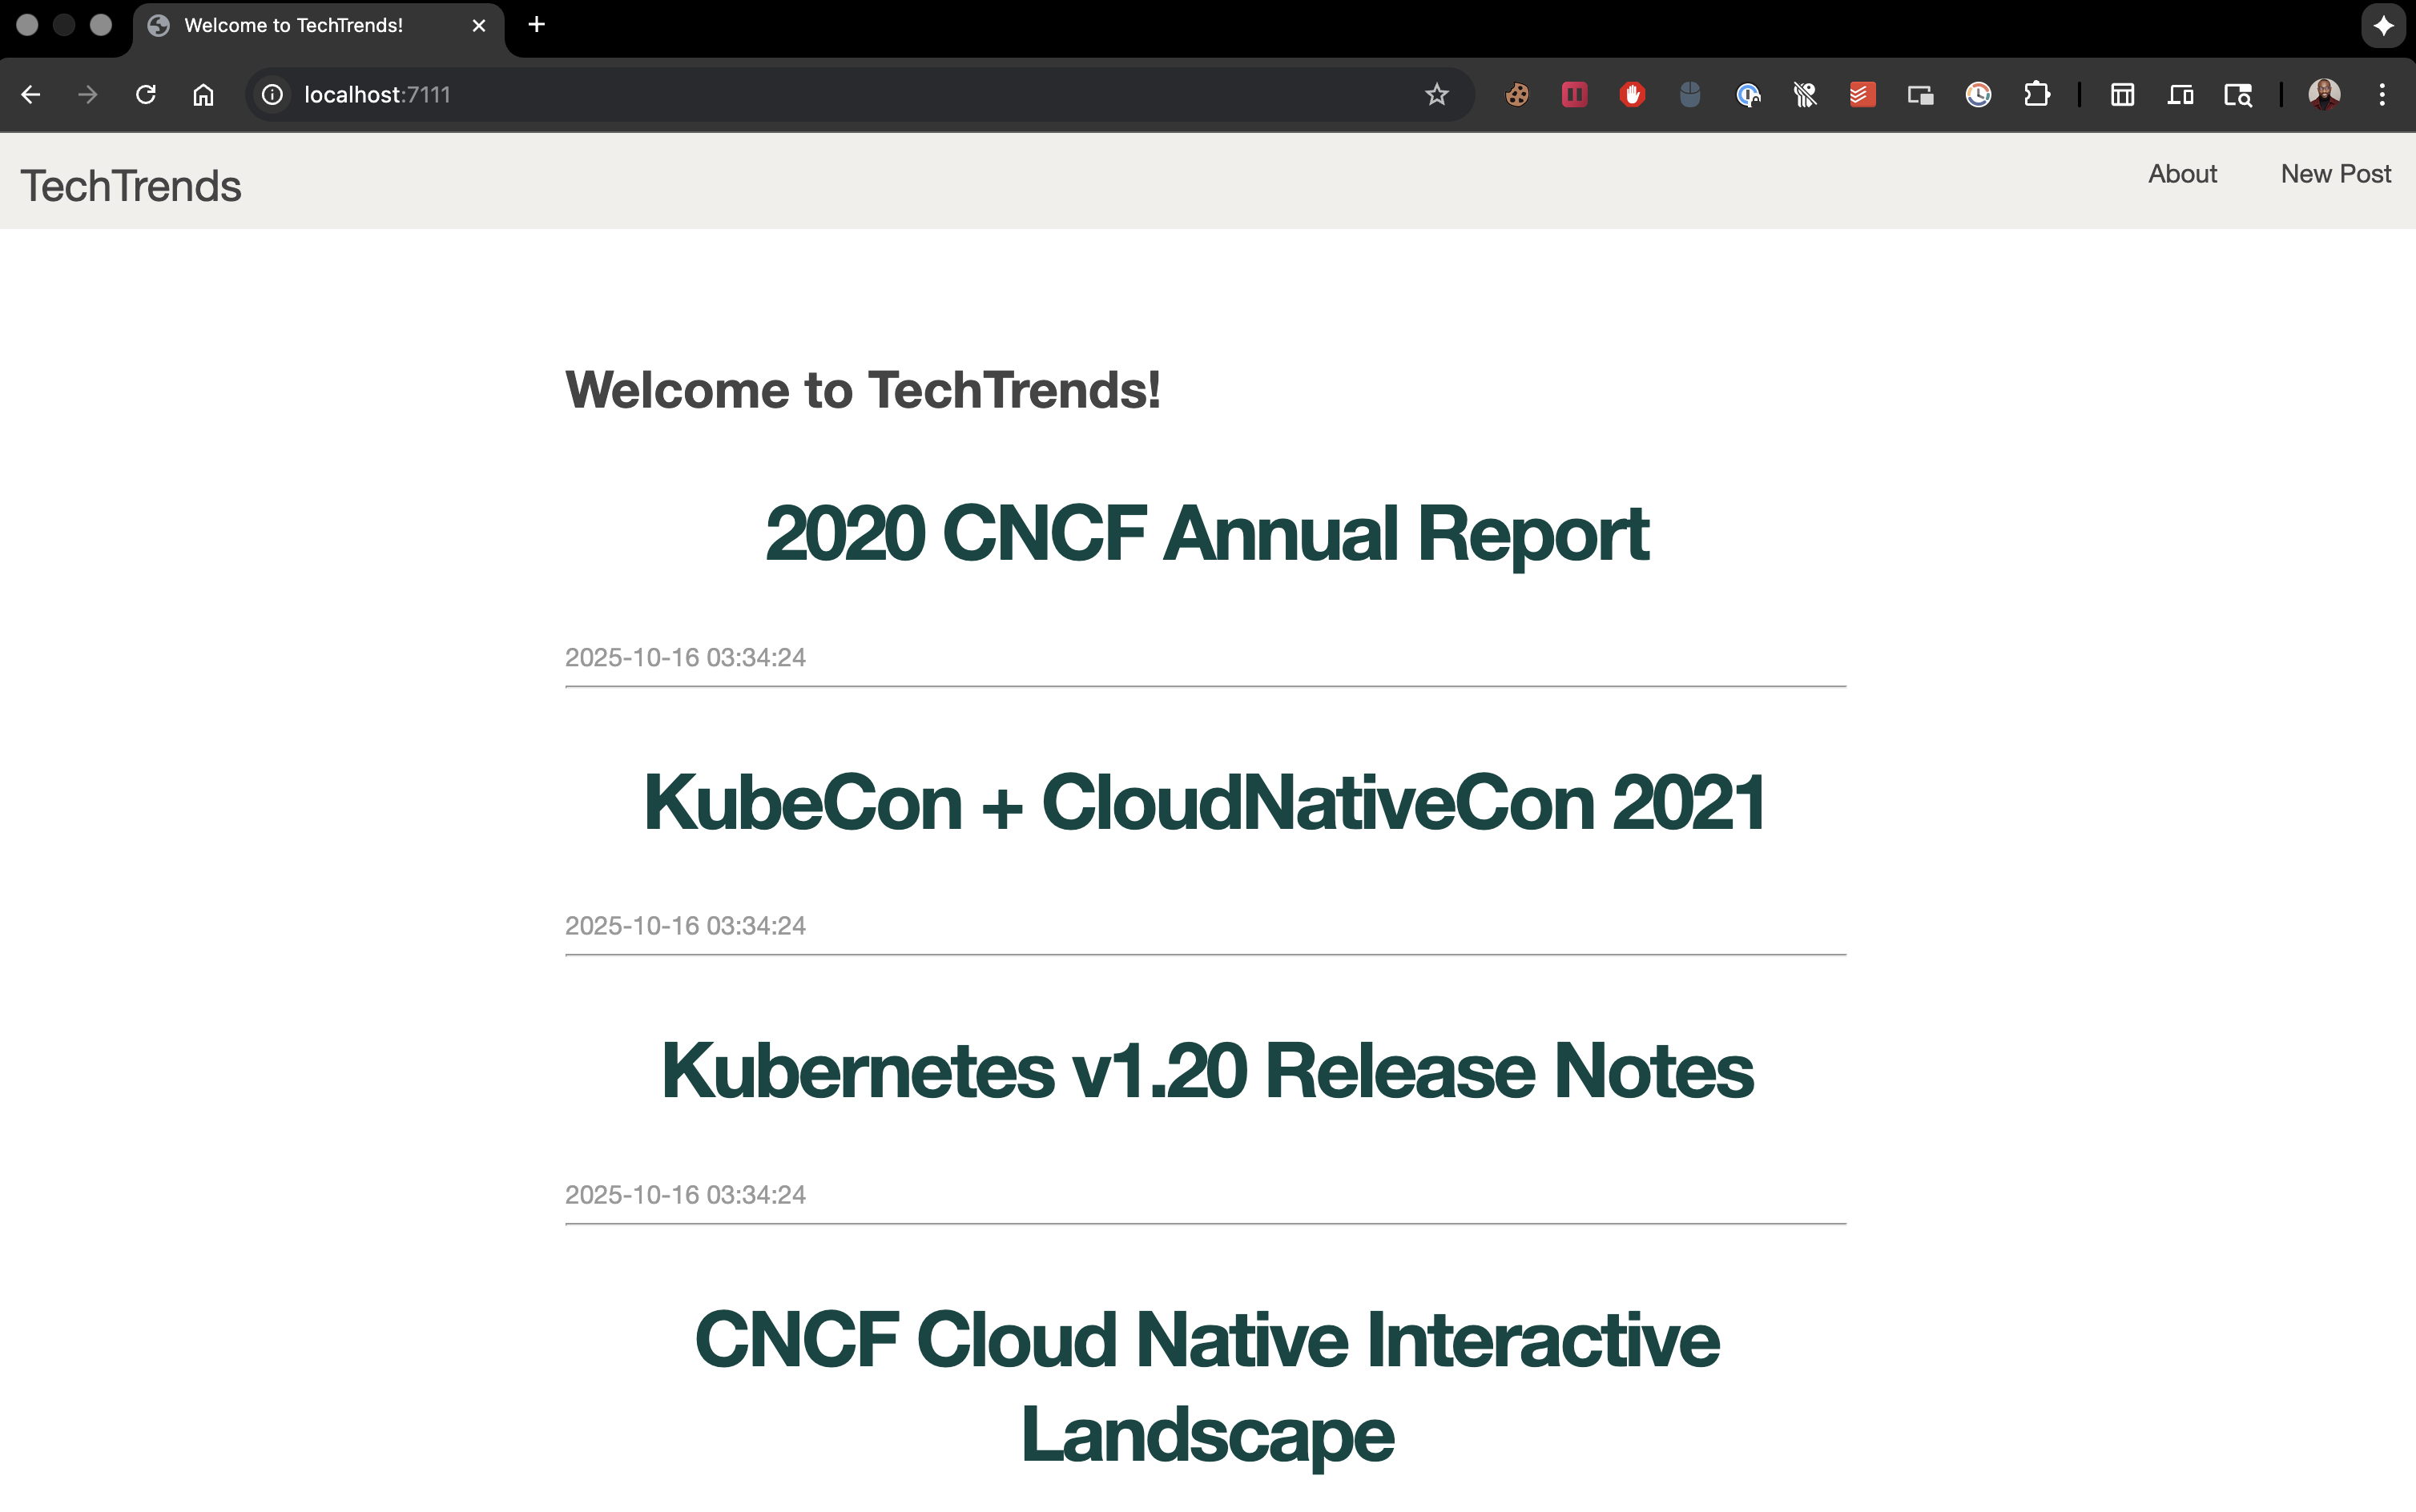 Welcome to TechTrends!
localhost:7111
TechTrends
About
New Post
Welcome to TechTrends!
2020 CNCF Annual Report
2025-10-16 03:34:24
KubeCon + CloudNativeCon 2021
2025-10-16 03:34:24
Kubernetes v1.20 Release Notes
2025-10-16 03:34:24
CNCF Cloud Native Interactive
Landscape